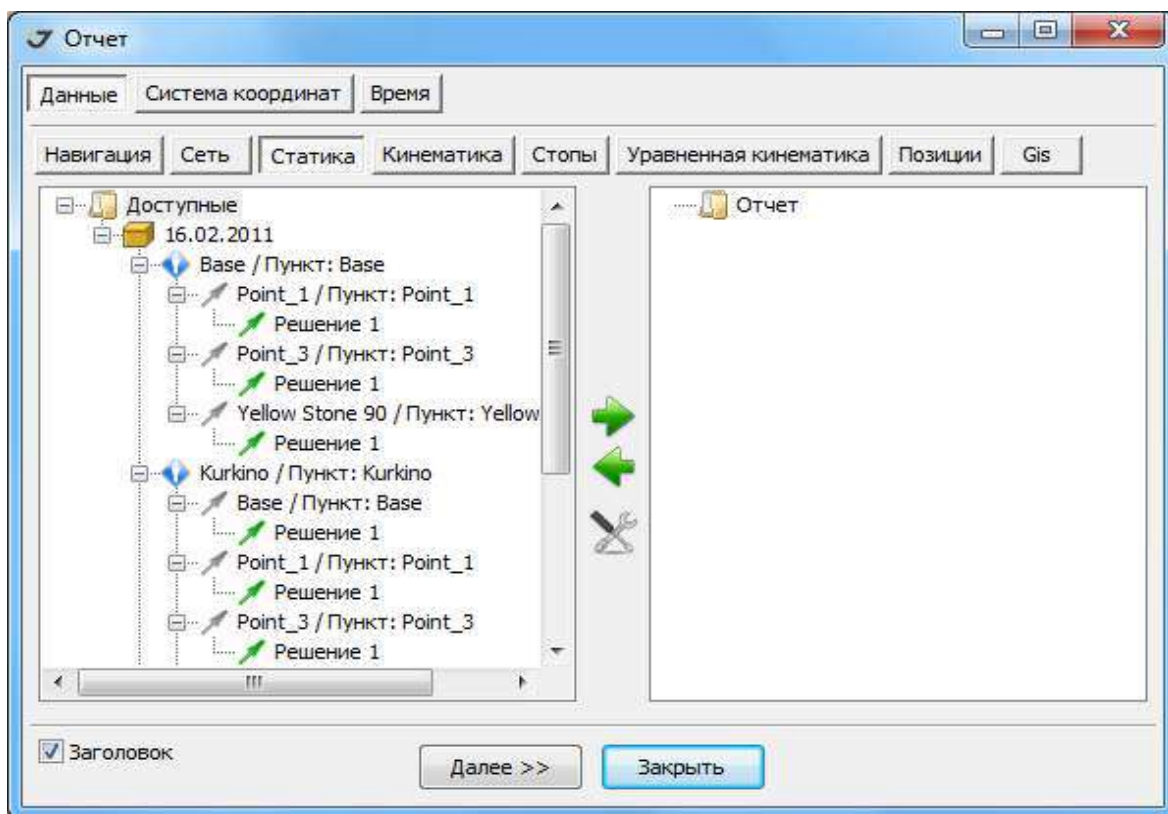 Отчет
Данные Система координат Время
Навигация Сеть Статика Кинематика Стопы Уравненная кинематика Позиции Gis
Доступные
16.02.2011
Base / Пункт: Base
Point_1 / Пункт: Point_1
Решение 1
Point_3 / Пункт: Point_3
Решение 1
Yellow Stone 90 / Пункт: Yellow
Решение 1
Kurkino / Пункт: Kurkino
Base / Пункт: Base
Решение 1
Point_1 / Пункт: Point_1
Решение 1
Point_3 / Пункт: Point_3
Решение 1
Отчет
Заголовок
Далее >> Закрыть